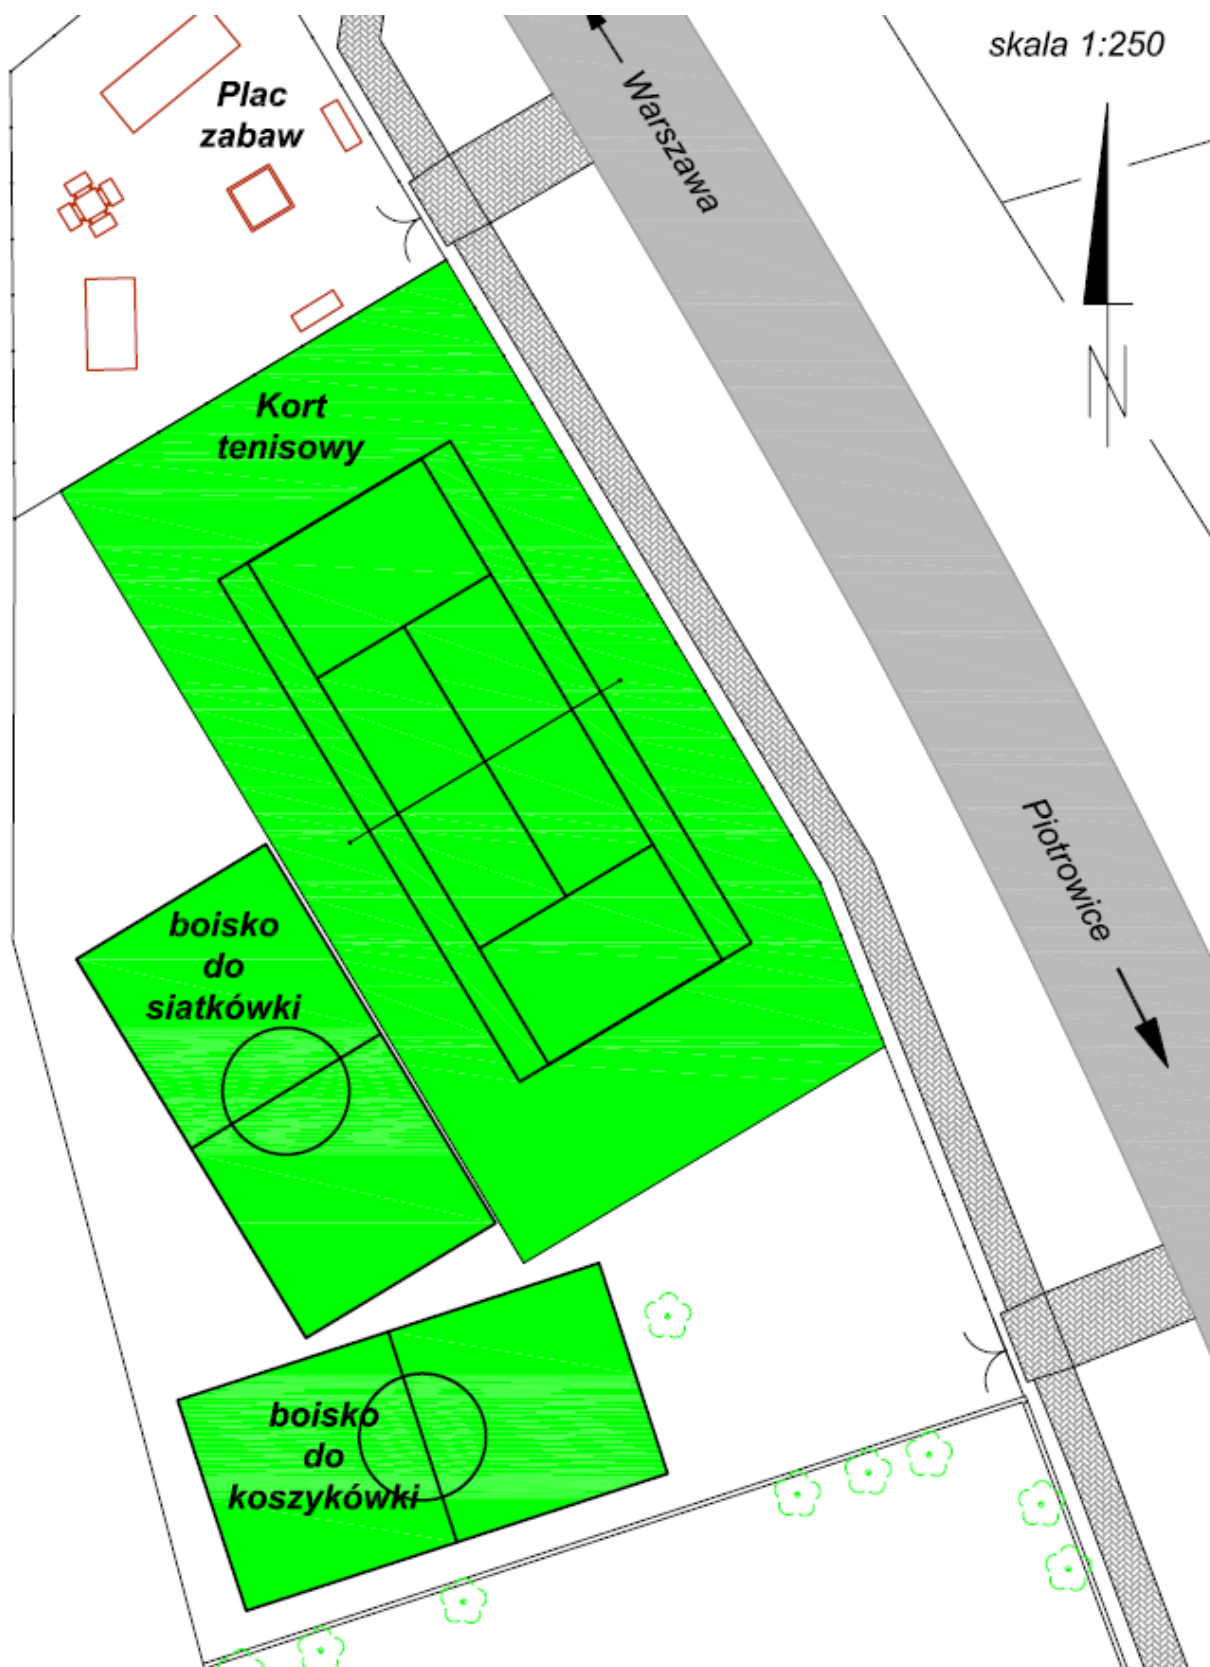 skala 1:250
Plac
zabaw
Warszawa
N
Kort
tenisowy
Piotrowice
boisko
do
siatkówki
boisko
do
koszykówki